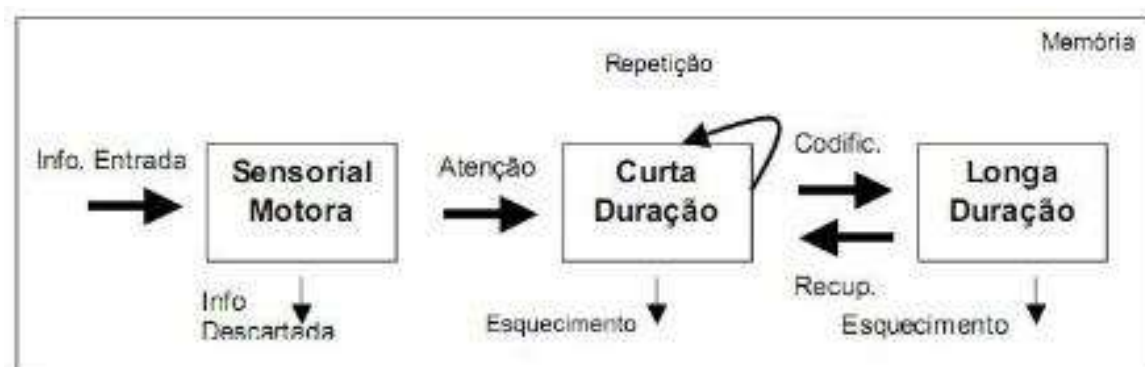 Memória
Repetição
Info. Entrada
Sensorial
Motora
Atenção
Curta
Duração
Codific.
Longa
Duração
Recup.
Info
Descartada
Esquecimento
Esquecimento